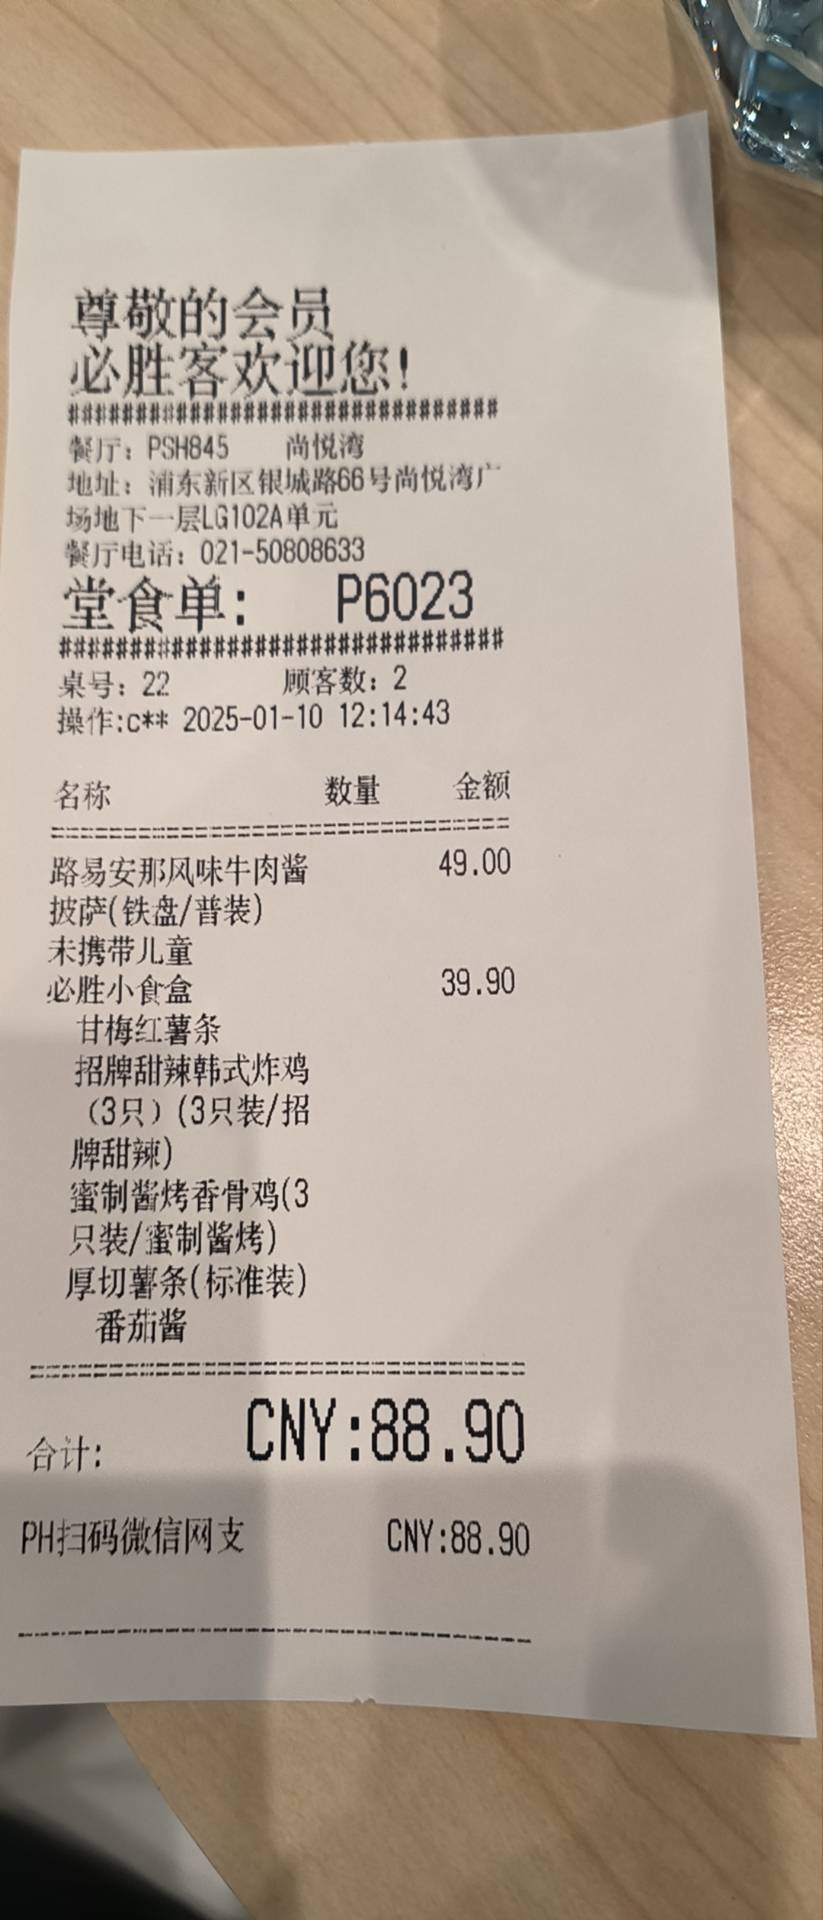 尊敬的会员
必胜客欢迎您!
################################
餐厅：PSH845 尚悦湾
地址：浦东新区银城路66号尚悦湾广
场地下一层LG102A单元
餐厅电话：021-50808633
堂食单： P6023
################################
桌号：22 顾客数：2
操作:c** 2025-01-10 12:14:43
名称 数量 金额
路易安那风味牛肉酱 49.00
披萨(铁盘/普装)
未携带儿童
必胜小食盒 39.90
甘梅红薯条
招牌甜辣韩式炸鸡
（3只）(3只装/招
牌甜辣)
蜜制酱烤香骨鸡(3
只装/蜜制酱烤)
厚切薯条(标准装)
番茄酱
合计: CNY:88.90
PH扫码微信网支 CNY:88.90